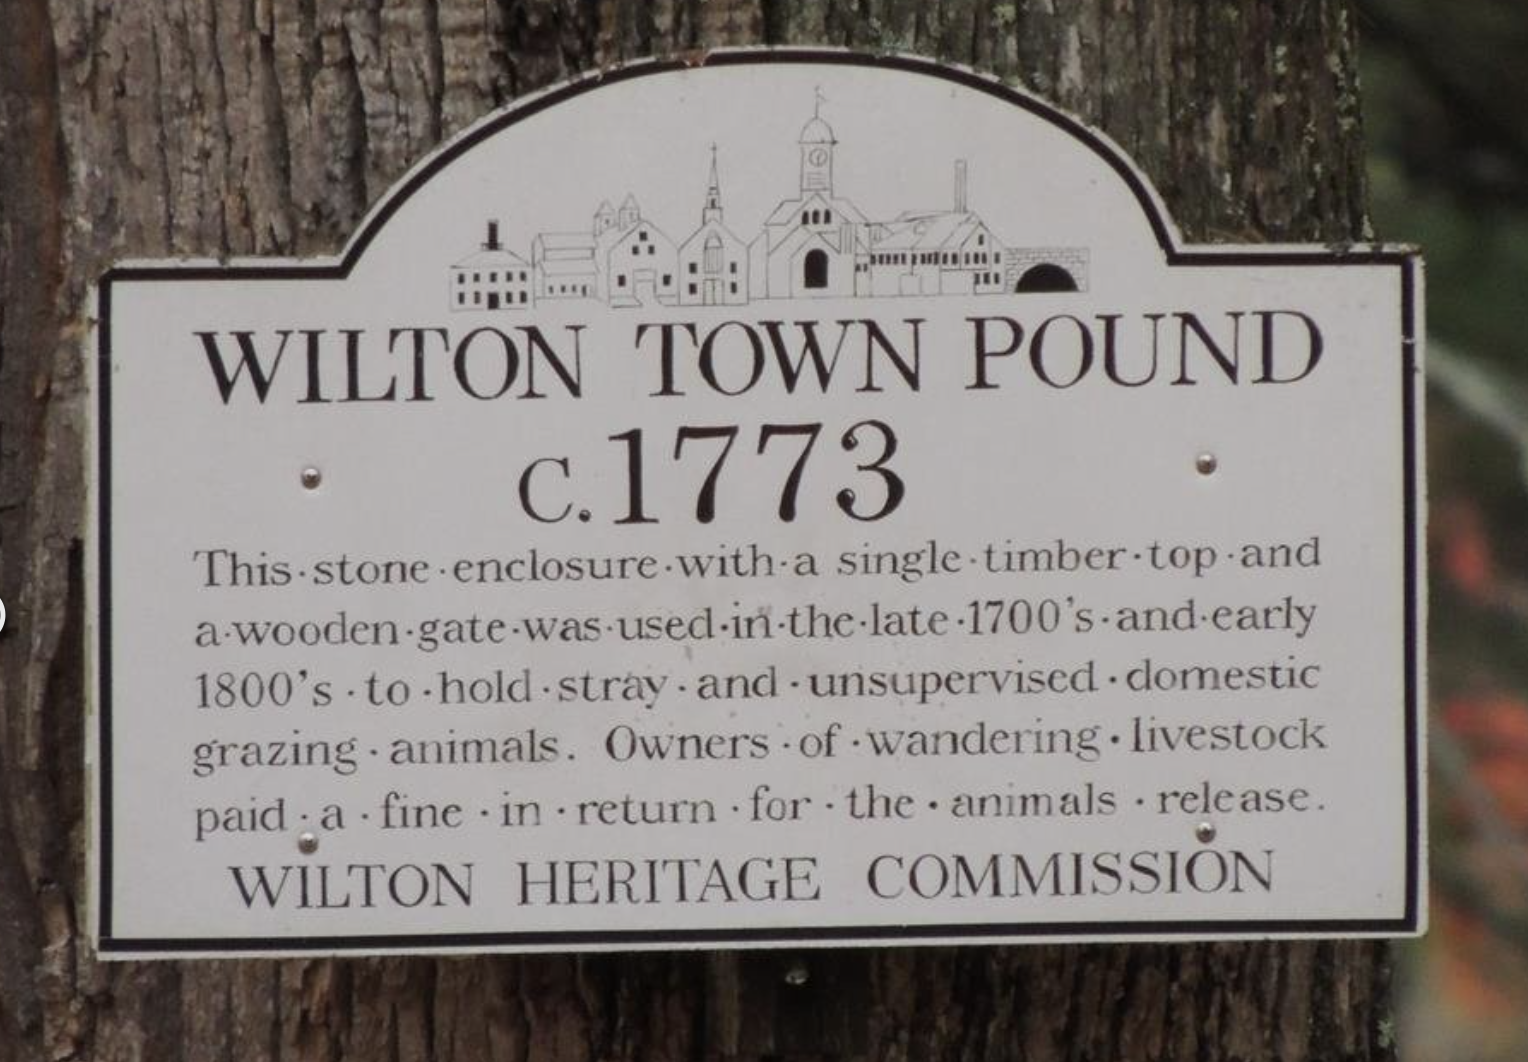 WILTON TOWN POUND
c.1773
This·stone·enclosure·with·a single·timber·top·and
a·wooden·gate·was·used·in·the·late·1700's·and·early
1800's·to·hold·stray·and·unsupervised·domestic
grazing·animals. Owners·of·wandering·livestock
paid·a·fine·in·return·for·the·animals·release.
WILTON HERITAGE COMMISSION